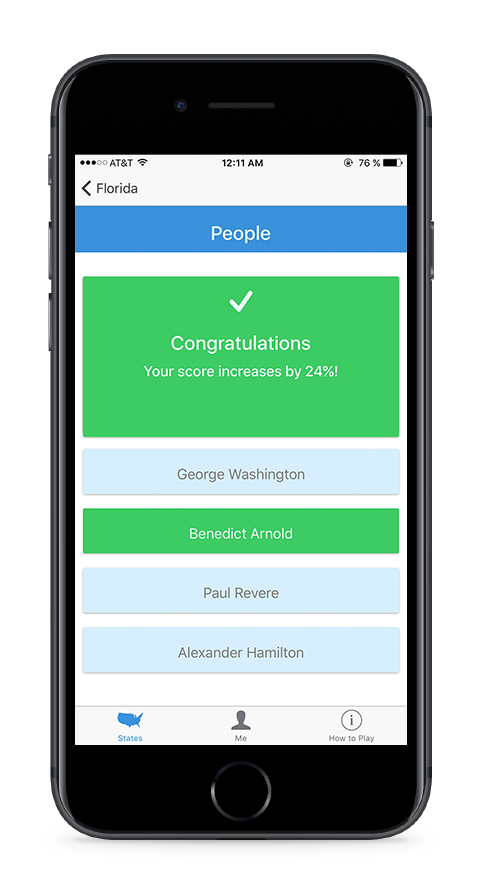 AT&T 12:11 AM 76 %
Florida
People
Congratulations
Your score increases by 24%!
George Washington
Benedict Arnold
Paul Revere
Alexander Hamilton
States Me How to Play